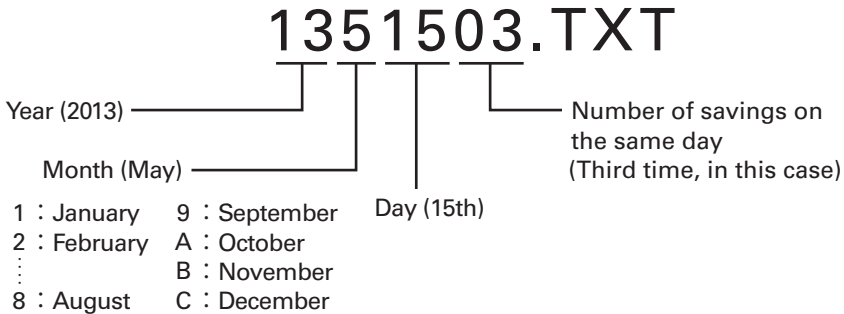 1351503.TXT
Year (2013)
Number of savings on
the same day
(Third time, in this case)
Month (May)
Day (15th)
1 : January 9 : September
2 : February A : October
B : November
8 : August C : December